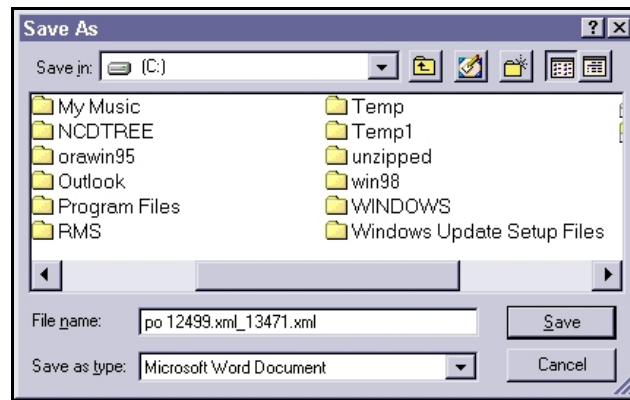 Save As
Save in: (C:)
My Music
NCDTREE
orawin95
Outlook
Program Files
RMS
Temp
Temp1
unzipped
win98
WINDOWS
Windows Update Setup Files
File name: po 12499.xml_13471.xml
Save
Save as type: Microsoft Word Document
Cancel